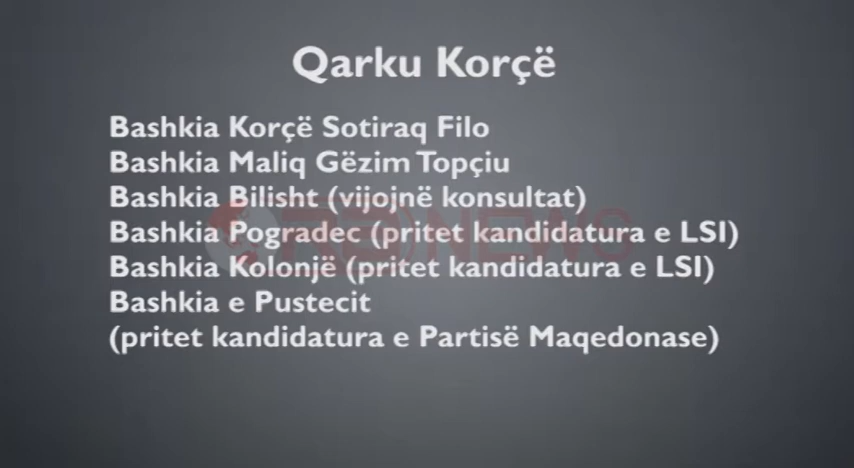 Qarku Korçë
Bashkia Korçë Sotiraq Filo
Bashkia Maliq Gëzim Topçiu
Bashkia Bilisht (vijojnë konsultat)
Bashkia Pogradec (pritet kandidatura e LSI)
Bashkia Kolonjë (pritet kandidatura e LSI)
Bashkia e Pustecit
(pritet kandidatura e Partisë Maqedonase)
NEWS